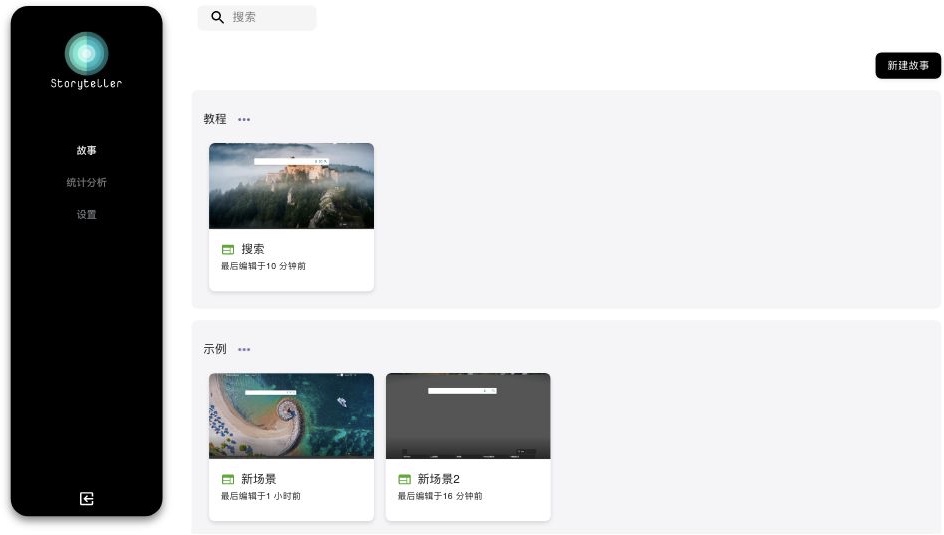 搜索
Storyteller
新建故事
故事
统计分析
设置
教程
搜索
最后编辑于10 分钟前
示例
新场景
最后编辑于1 小时前
新场景2
最后编辑于16 分钟前